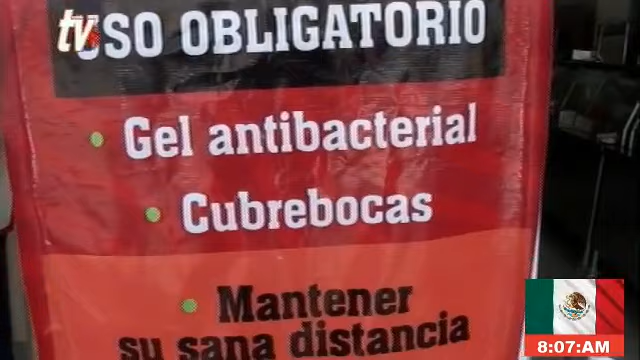 tv
USO OBLIGATORIO
• Gel antibacterial
• Cubrebocas
• Mantener
su sana distancia
8:07:AM